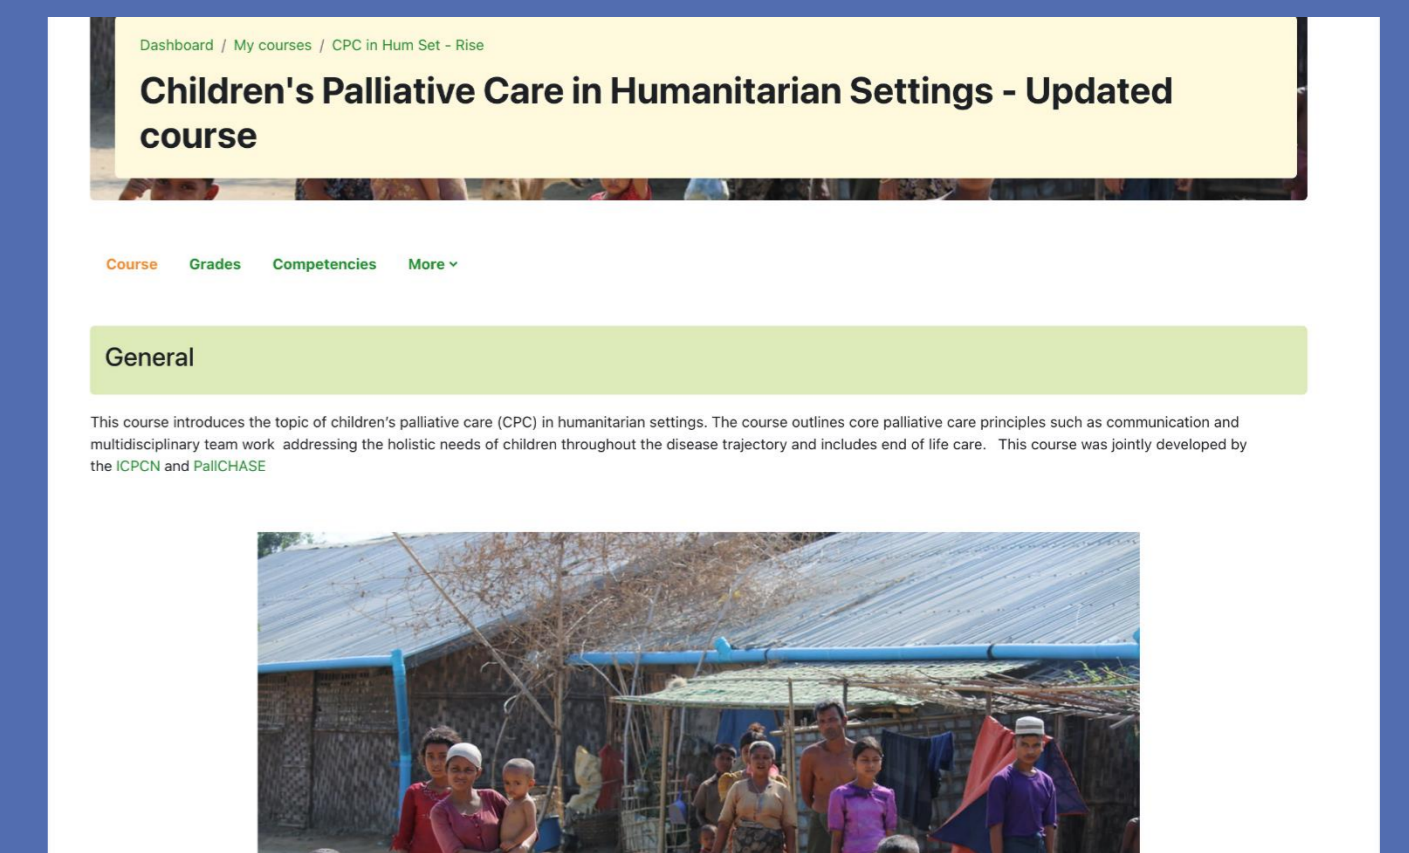 Dashboard / My courses / CPC in Hum Set - Rise
Children's Palliative Care in Humanitarian Settings - Updated
course
Course Grades Competencies More
General
This course introduces the topic of children's palliative care (CPC) in humanitarian settings. The course outlines core palliative care principles such as communication and
multidisciplinary team work  addressing the holistic needs of children throughout the disease trajectory and includes end of life care.   This course was jointly developed by
the ICPCN and PallCHASE